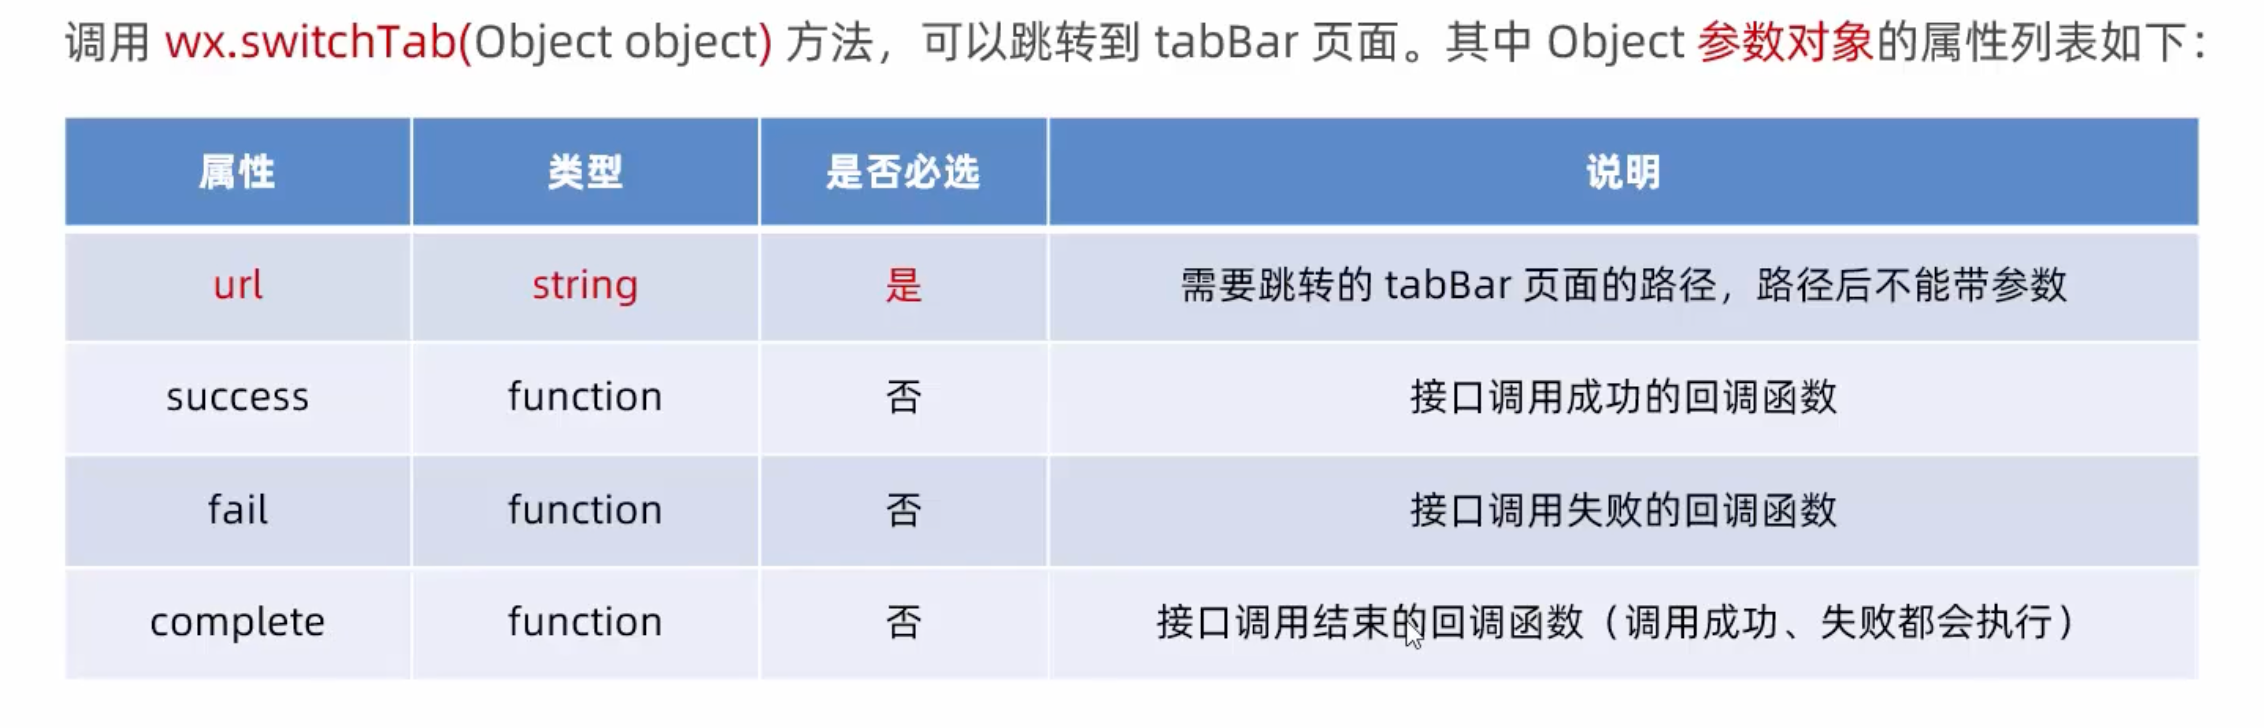 调用 wx.switchTab(Object object) 方法，可以跳转到 tabBar 页面。其中 Object 参数对象的属性列表如下：
属性 类型 是否必选 说明
url string 是 需要跳转的 tabBar 页面的路径，路径后不能带参数
success function 否 接口调用成功的回调函数
fail function 否 接口调用失败的回调函数
complete function 否 接口调用结束的回调函数（调用成功、失败都会执行）